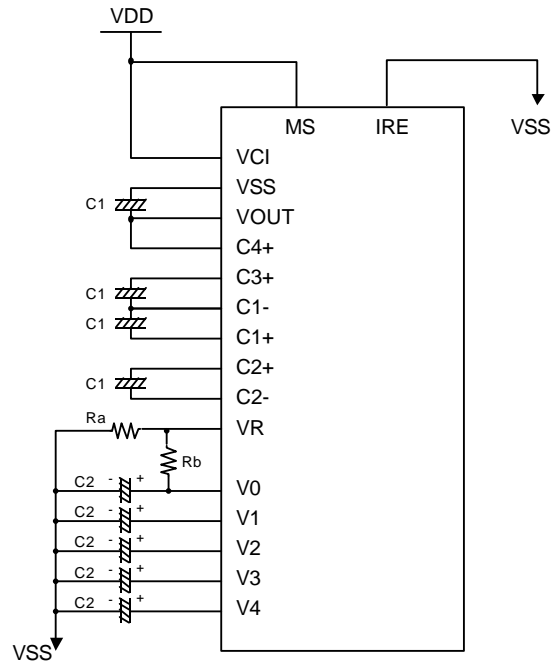 VDD
MS IRE VSS
VCI
VSS
C1
VOUT
C4+
C3+
C1
C1-
C1
C1+
C2+
C1
C2-
Ra
VR
Rb
C2 - + V0
C2 - + V1
C2 - + V2
C2 - + V3
C2 - + V4
VSS